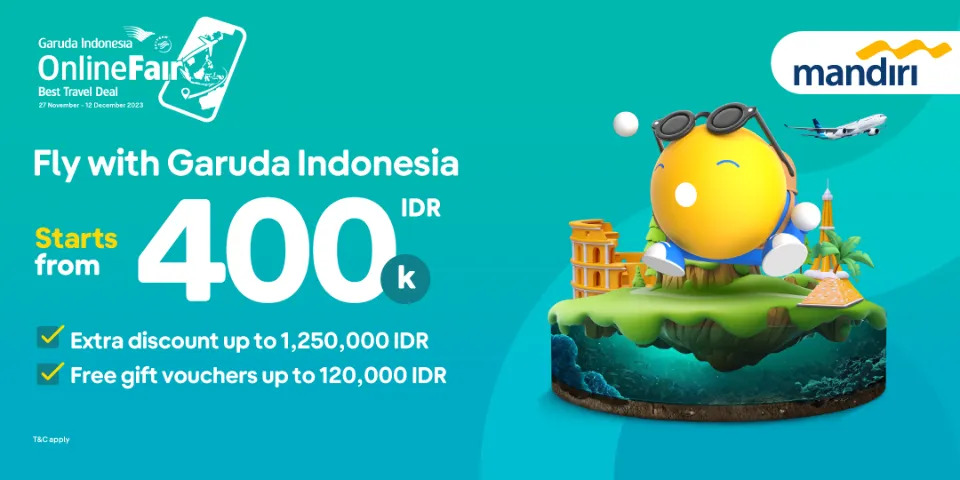 Garuda Indonesia
OnlineFair
Best Travel Deal
27 November - 12 December 2023
mandırı
Fly with Garuda Indonesia
Starts
from
400
IDR
k
Extra discount up to 1,250,000 IDR
Free gift vouchers up to 120,000 IDR
T&C apply